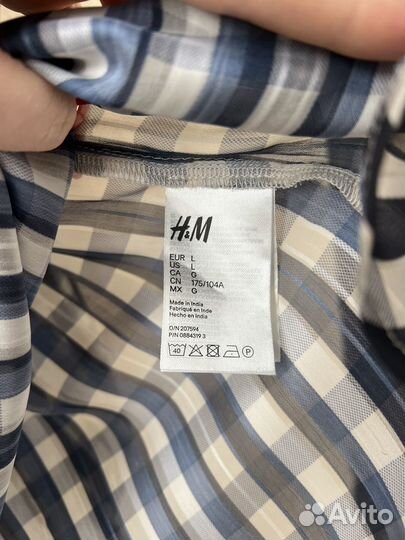 H&M
EUR L
US L
CA G
CN 175/104A
MX G
Made in India
Fabriqué en Inde
Hecho en India
O/N 207594
P/N 0884319 3
40 P
Avito